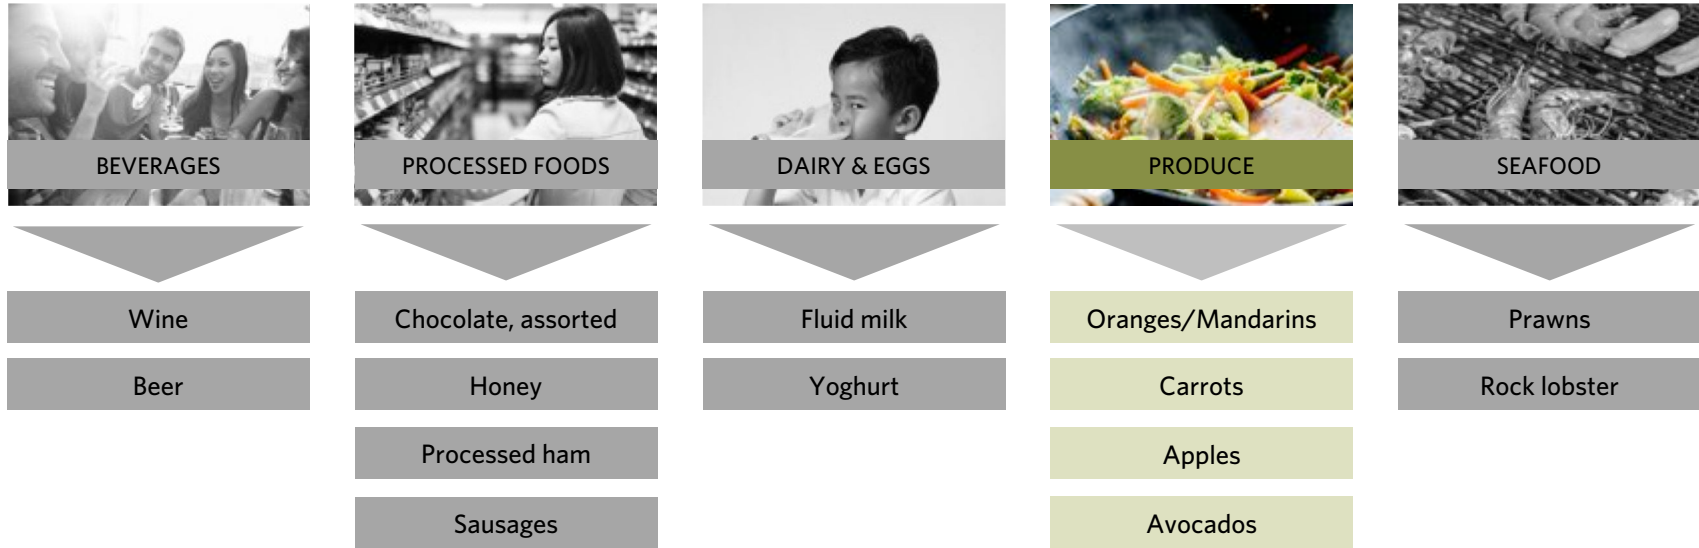 BEVERAGES
PROCESSED FOODS
DAIRY & EGGS
PRODUCE
SEAFOOD
Wine
Chocolate, assorted
Fluid milk
Oranges/Mandarins
Prawns
Beer
Honey
Yoghurt
Carrots
Rock lobster
Processed ham
Apples
Sausages
Avocados